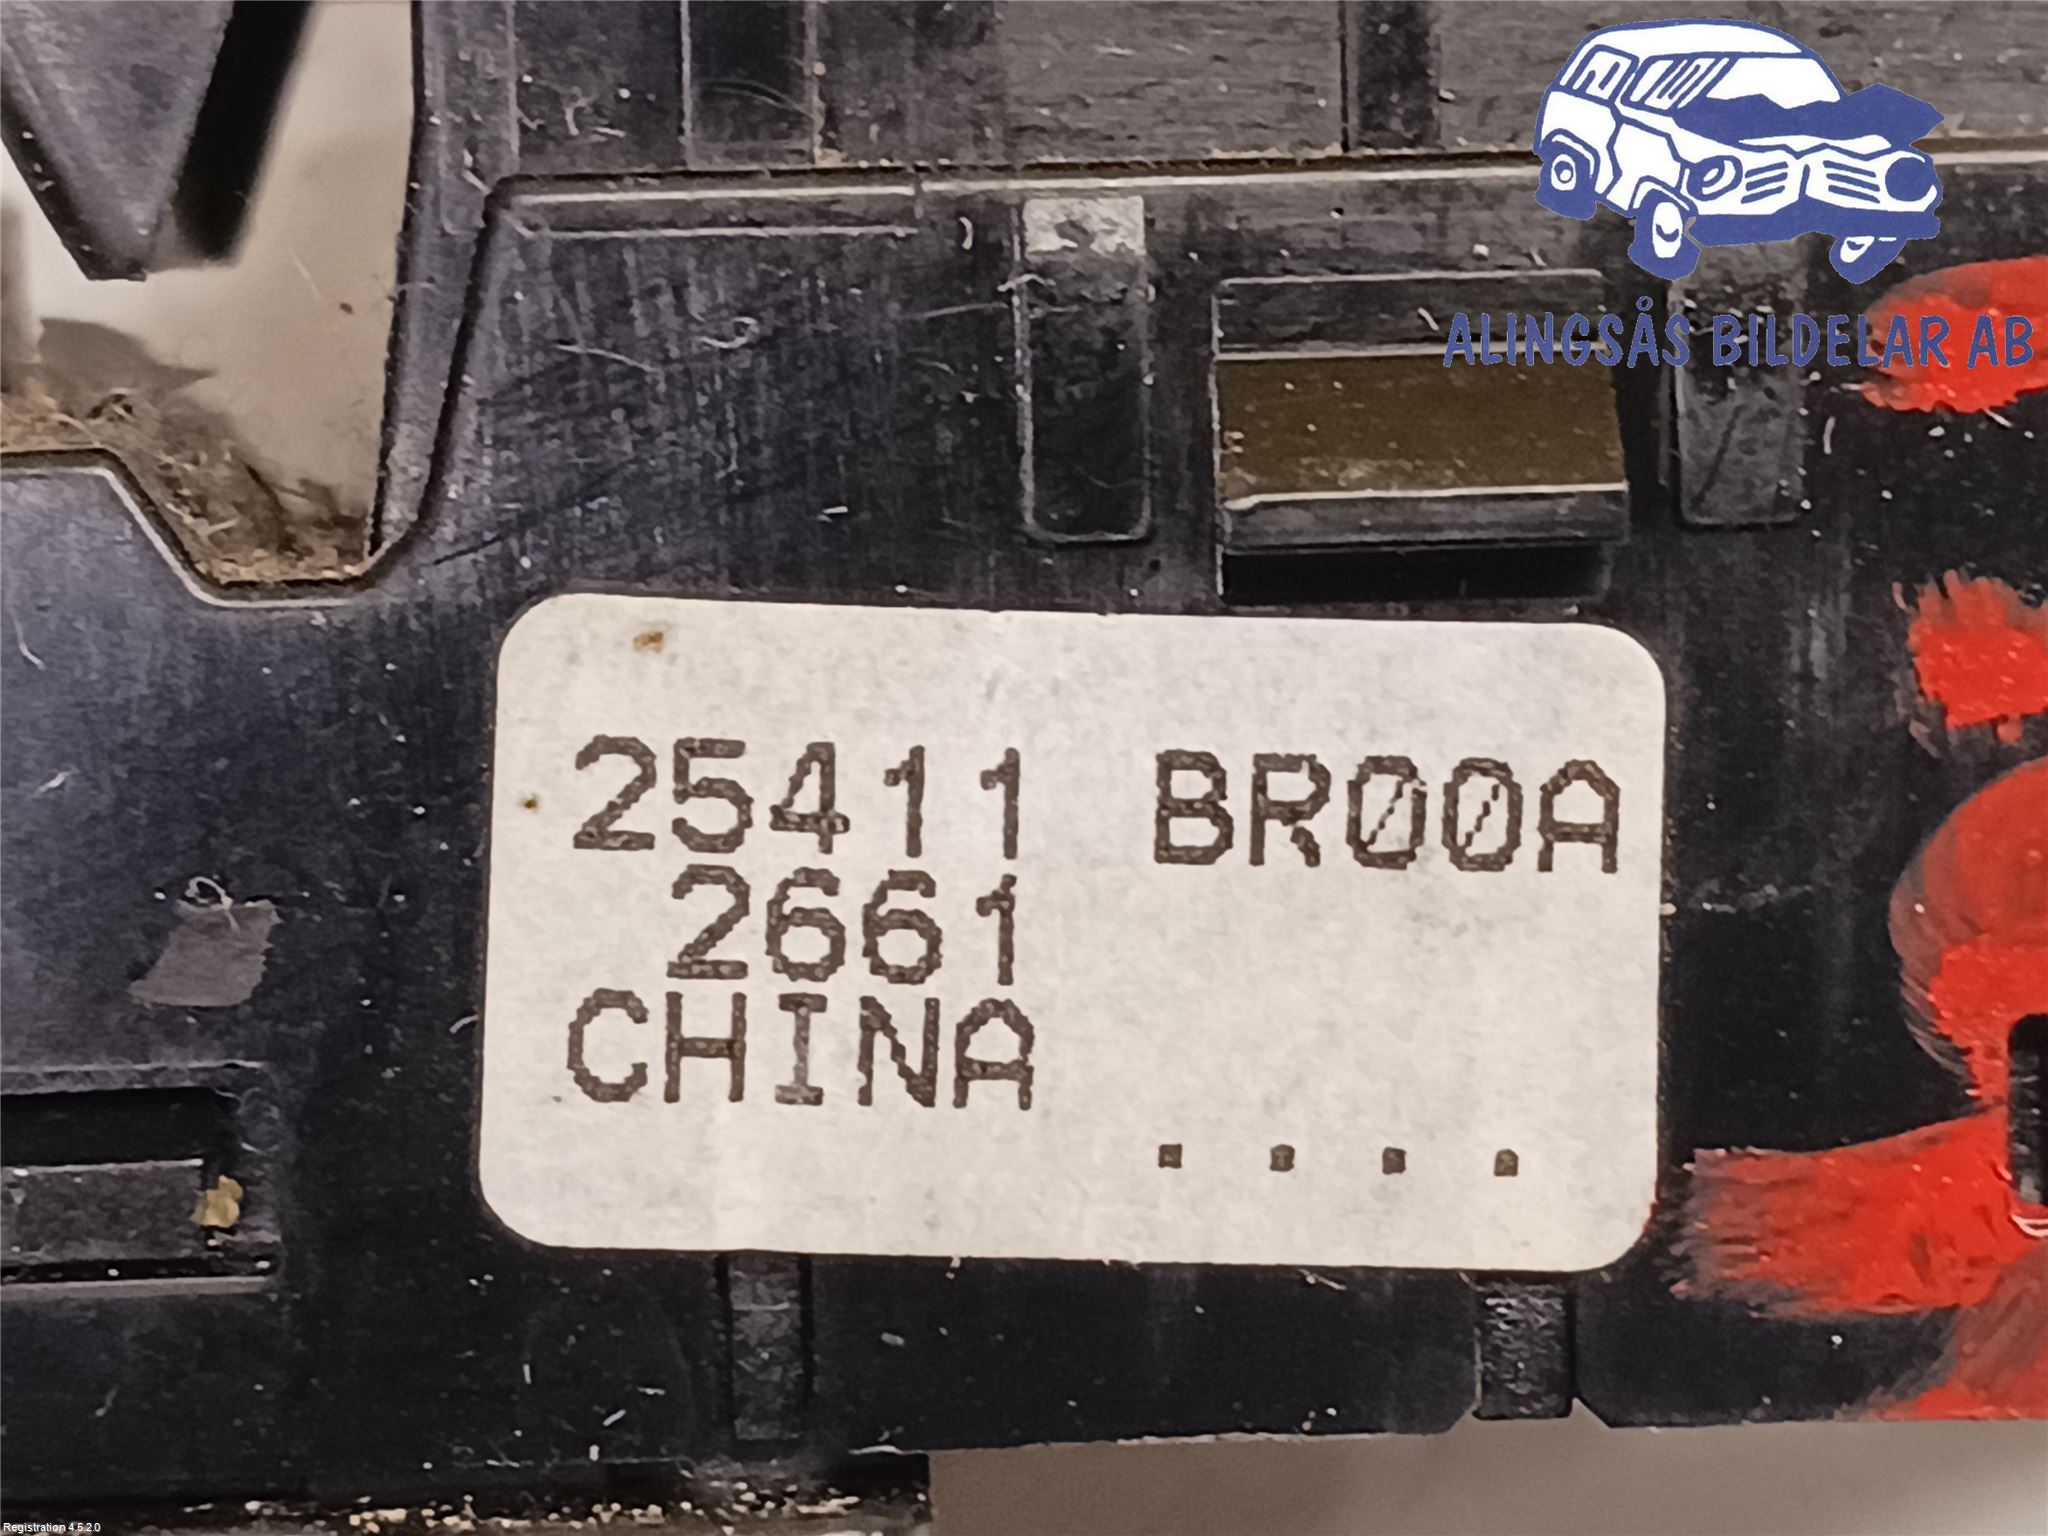 ALINGSÅS BILDELAR AB
25411 BR00A
2661
CHINA
. . . .
Registration 4.5.2.0